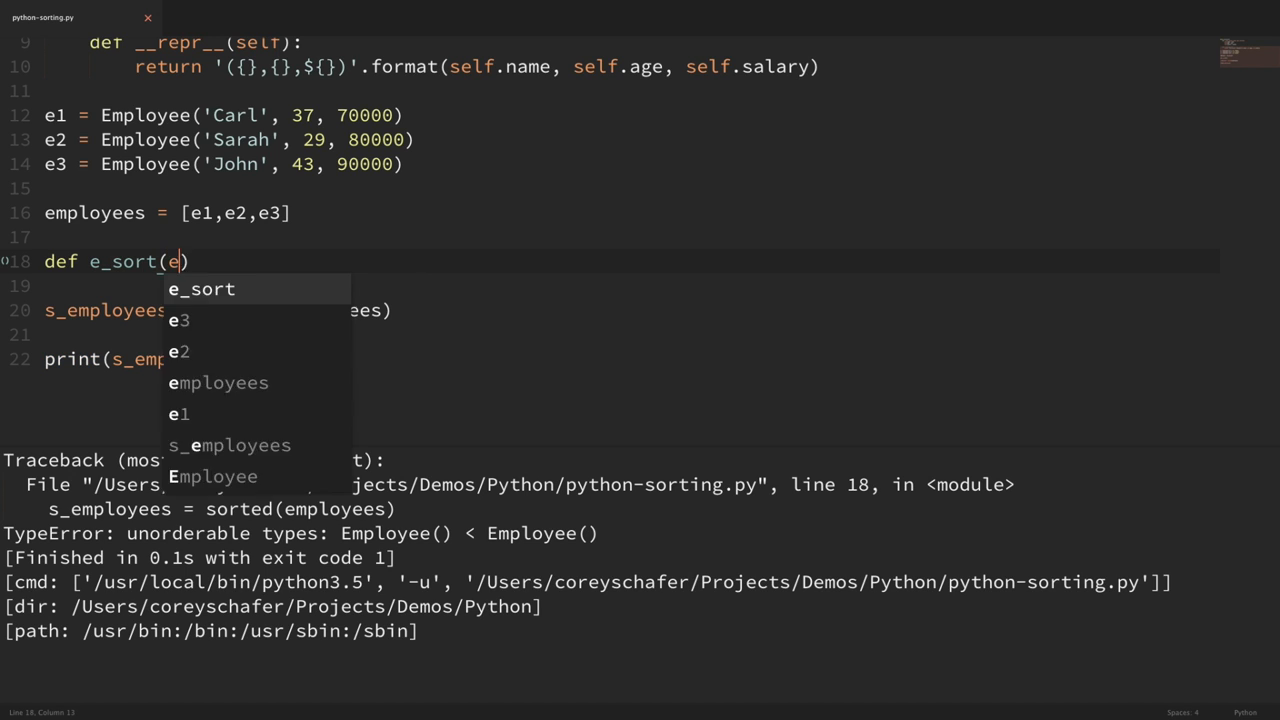 python-sorting.py ×
9 def __repr__(self):
10 return '({},{},${})'.format(self.name, self.age, self.salary)
11
12 e1 = Employee('Carl', 37, 70000)
13 e2 = Employee('Sarah', 29, 80000)
14 e3 = Employee('John', 43, 90000)
15
16 employees = [e1,e2,e3]
17
()18 def e_sort(e)
19 e_sort
e3
20 s_employees ees)
21 e2
22 print(s_emp
employees
e1
s_employees
Employee
Traceback (mos t):
File "/Users/ jects/Demos/Python/python-sorting.py", line 18, in <module>
s_employees = sorted(employees)
TypeError: unorderable types: Employee() < Employee()
[Finished in 0.1s with exit code 1]
[cmd: ['/usr/local/bin/python3.5', '-u', '/Users/coreyschafer/Projects/Demos/Python/python-sorting.py']]
[dir: /Users/coreyschafer/Projects/Demos/Python]
[path: /usr/bin:/bin:/usr/sbin:/sbin]
Line 18, Column 13 Spaces: 4 Python